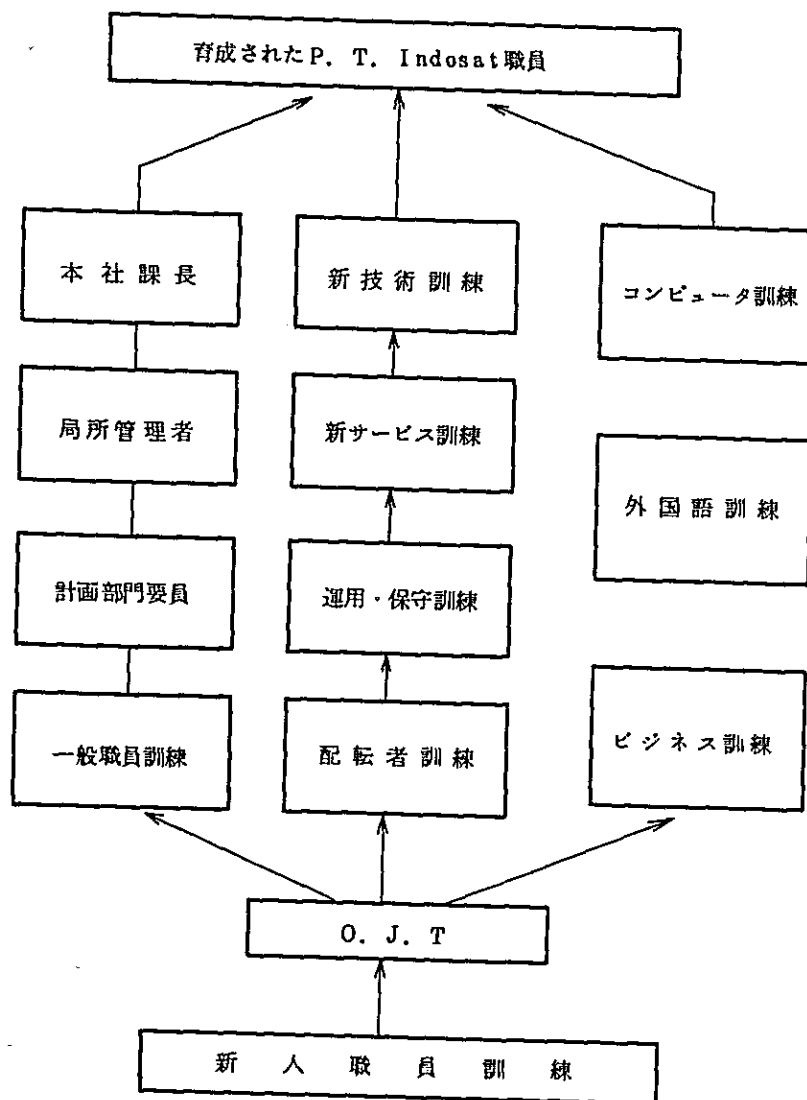 育成されたP. T. Indosat職員
本社課長
新技術訓練
コンピュータ訓練
局所管理者
新サービス訓練
外国語訓練
計画部門要員
運用・保守訓練
一般職員訓練
配転者訓練
ビジネス訓練
O. J. T
新人職員訓練